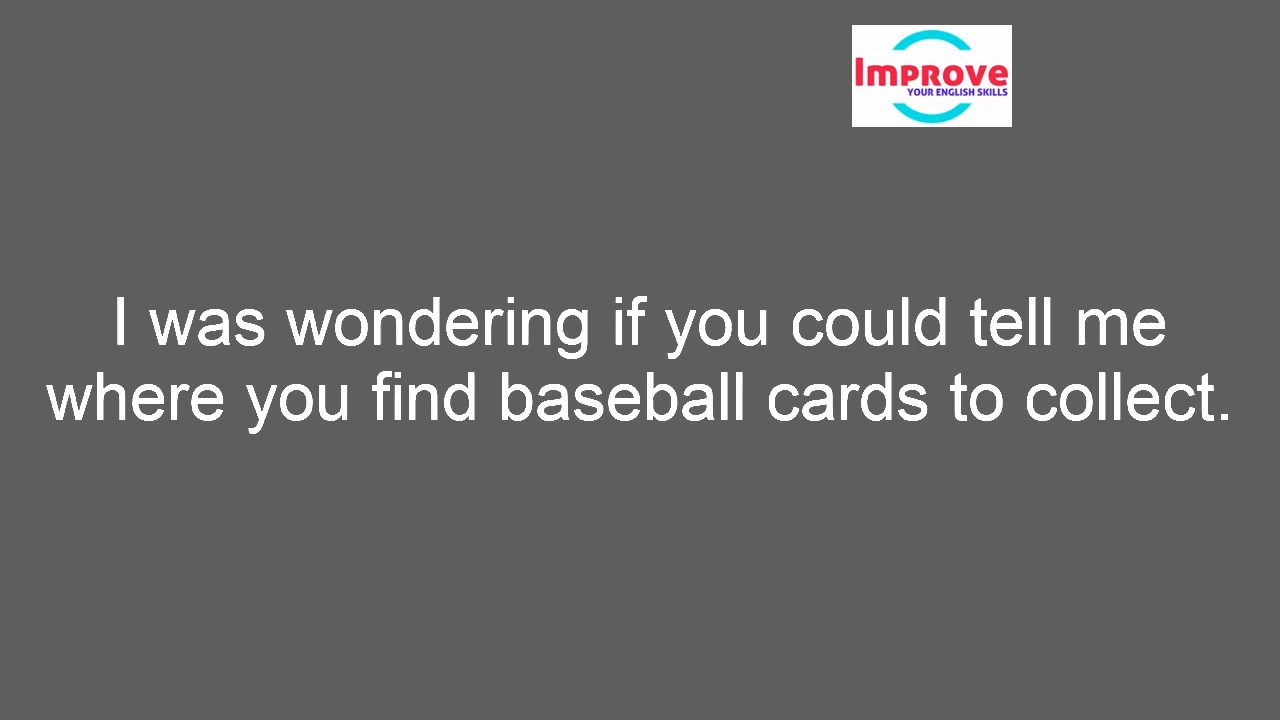 Improve
YOUR ENGLISH SKILLS
I was wondering if you could tell me
where you find baseball cards to collect.